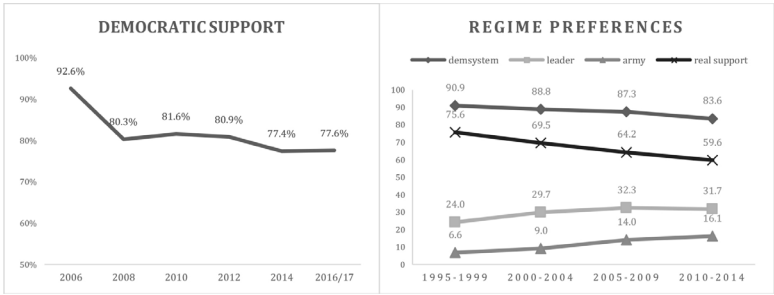 DEMOCRATIC SUPPORT
100%
90%
80%
70%
60%
50%
92.6%
80.3%
81.6%
80.9%
77.4%
77.6%
2006 2008 2010 2012 2014 2016/17
REGIME PREFERENCES
demsystem leader army real support
100
90
80
70
60
50
40
30
20
10
0
90.9 88.8 87.3 83.6
75.6 69.5 64.2 59.6
24.0 29.7 32.3 31.7
6.6 9.0 14.0 16.1
1995-1999 2000-2004 2005-2009 2010-2014